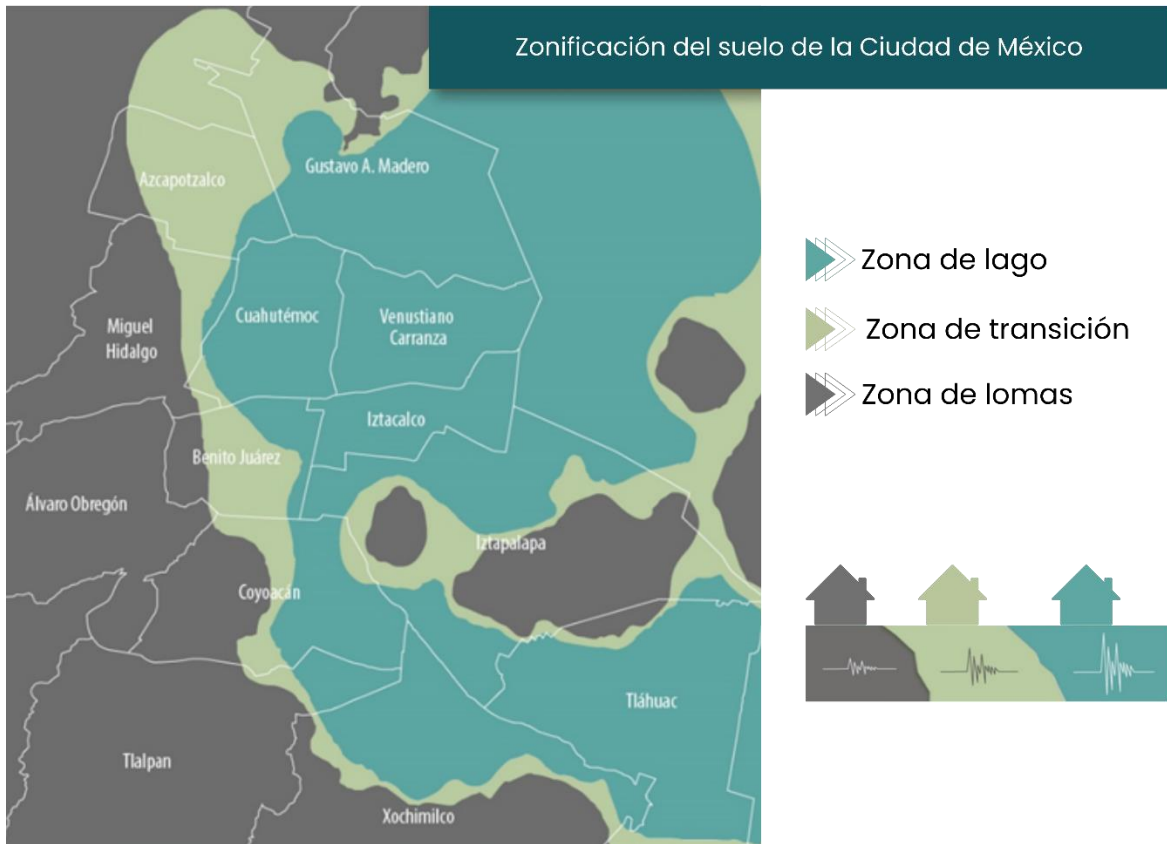 Zonificación del suelo de la Ciudad de México
Gustavo A. Madero
Azcapotzalco
Cuahutémoc
Venustiano
Carranza
Miguel
Hidalgo
Iztacalco
Benito Juárez
Álvaro Obregón
Iztapalapa
Coyoacán
Tláhuac
Tlalpan
Xochimilco
Zona de lago
Zona de transición
Zona de lomas